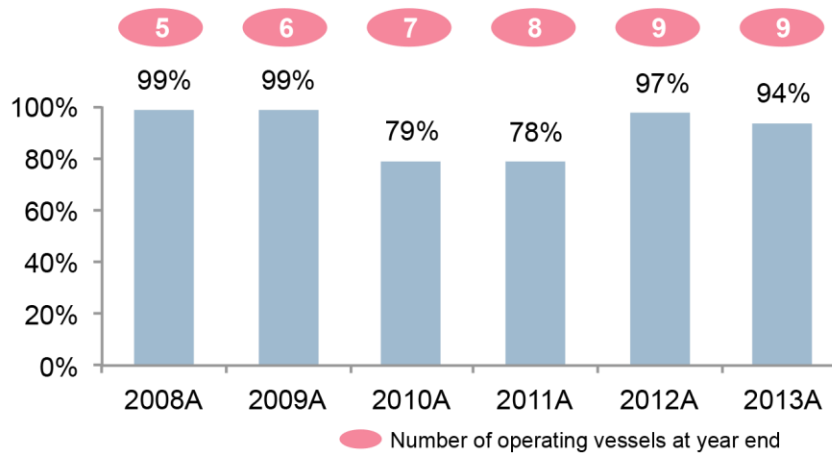 5 6 7 8 9 9
99% 99% 79% 78% 97% 94%
100%
80%
60%
40%
20%
0%
2008A 2009A 2010A 2011A 2012A 2013A
Number of operating vessels at year end